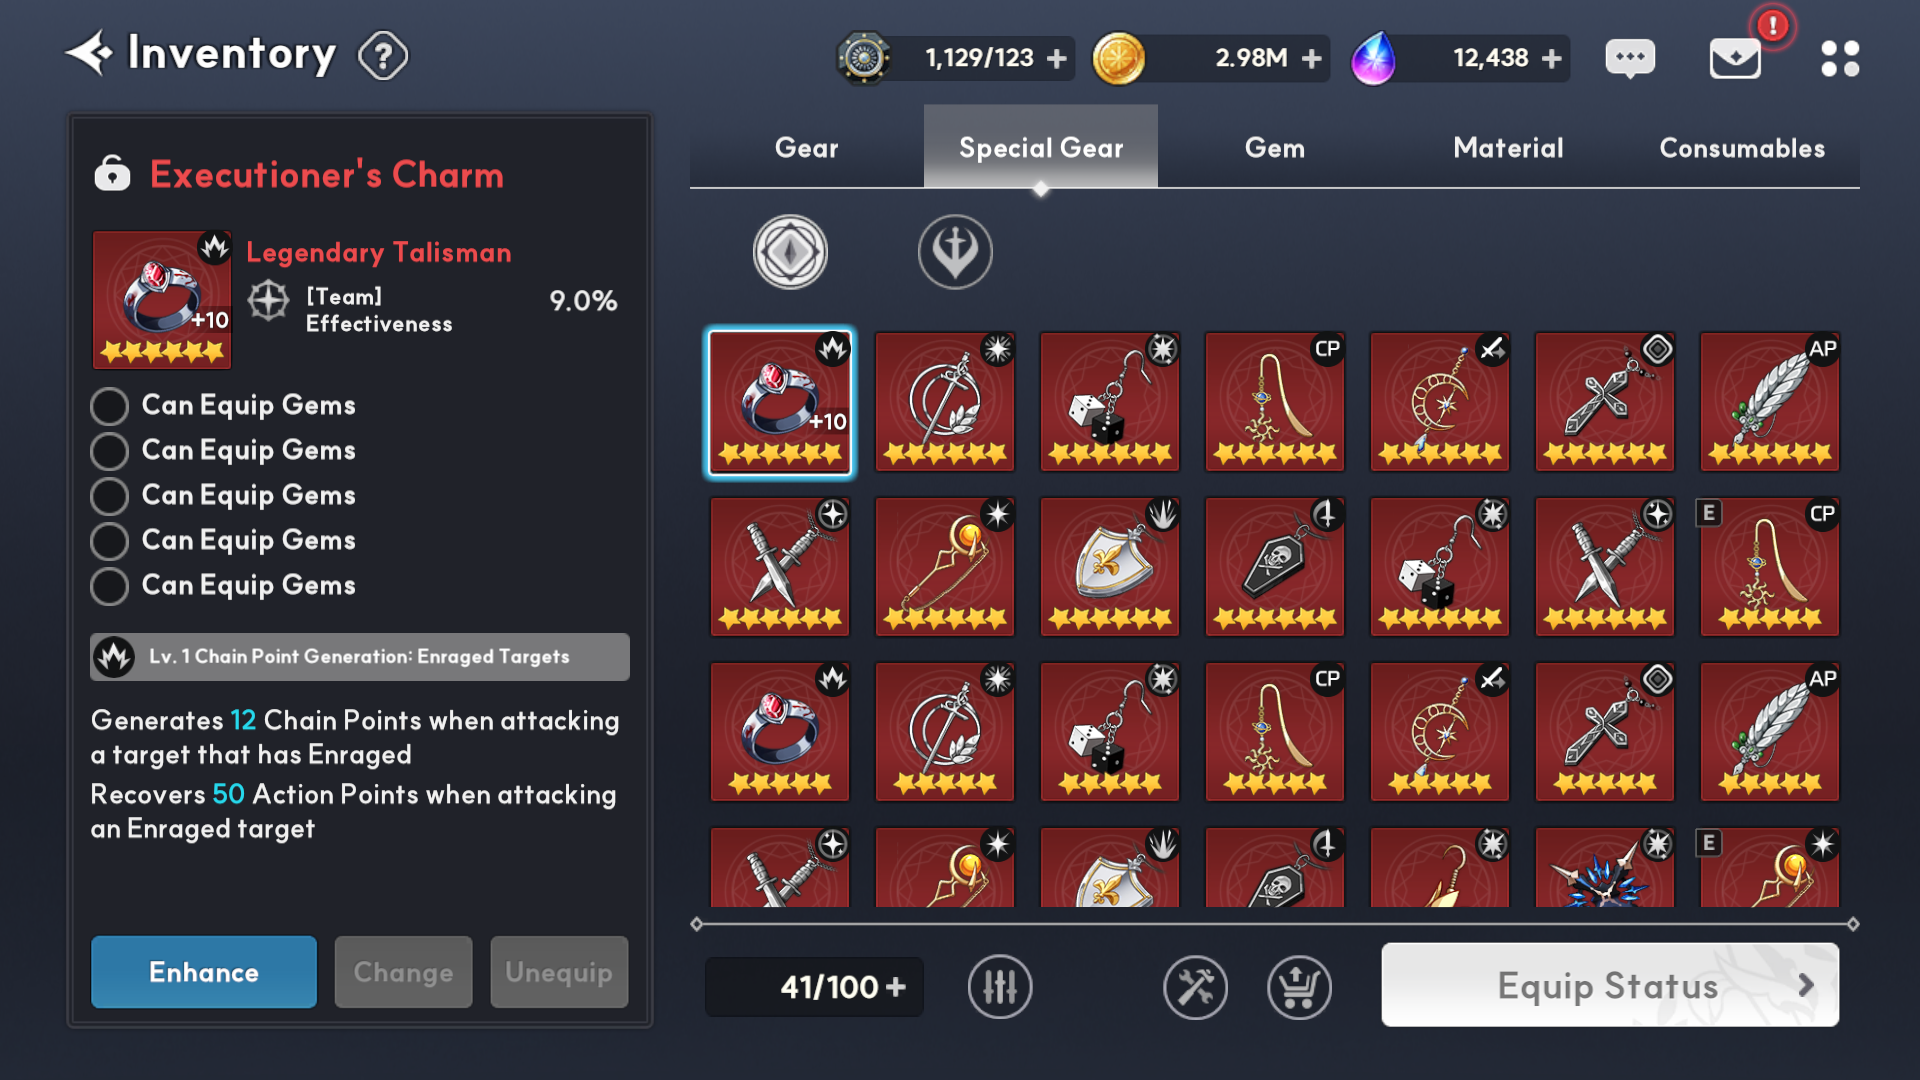 Inventory ?
1,129/123 +
2.98M +
12,438 +
!
Gear
Special Gear
Gem
Material
Consumables
Executioner's Charm
Legendary Talisman
[Team]
Effectiveness
9.0%
+10
Can Equip Gems
Can Equip Gems
Can Equip Gems
Can Equip Gems
Can Equip Gems
Lv. 1 Chain Point Generation: Enraged Targets
Generates 12 Chain Points when attacking
a target that has Enraged
Recovers 50 Action Points when attacking
an Enraged target
Enhance
Change
Unequip
+10
CP
AP
E
CP
CP
AP
E
41/100 +
Equip Status